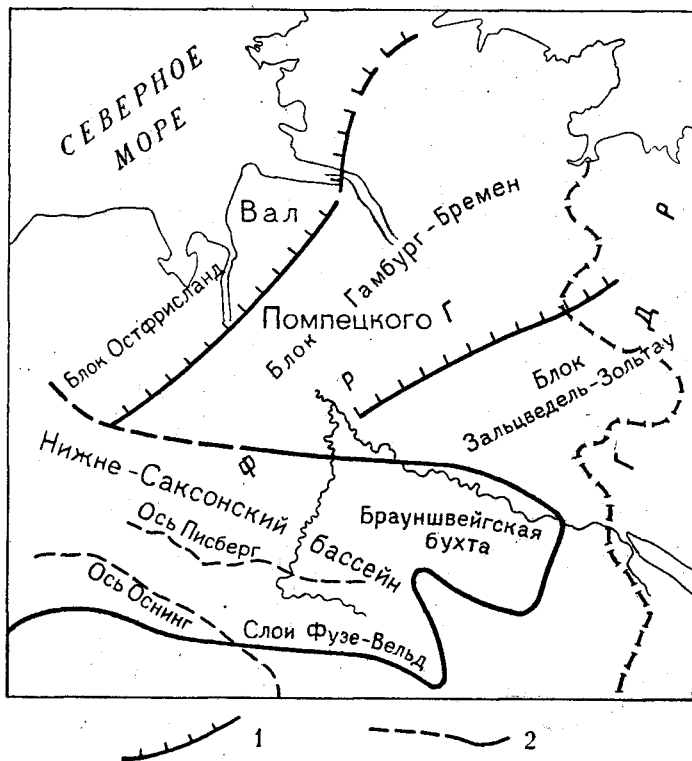 СЕВЕРНОЕ
МОРЕ
Вал
Гамбург-Бремен
Блок Остфрисланд
Помпецкого
Блок
Г
Р
Ф
Р
Д
Г
Блок
Зальцведель-Зольтау
Нижне-Саксонский
бассейн
Ось Писберг
Брауншвейгская
бухта
Ось Оснинг
Слои Фузе-Вельд
1
2